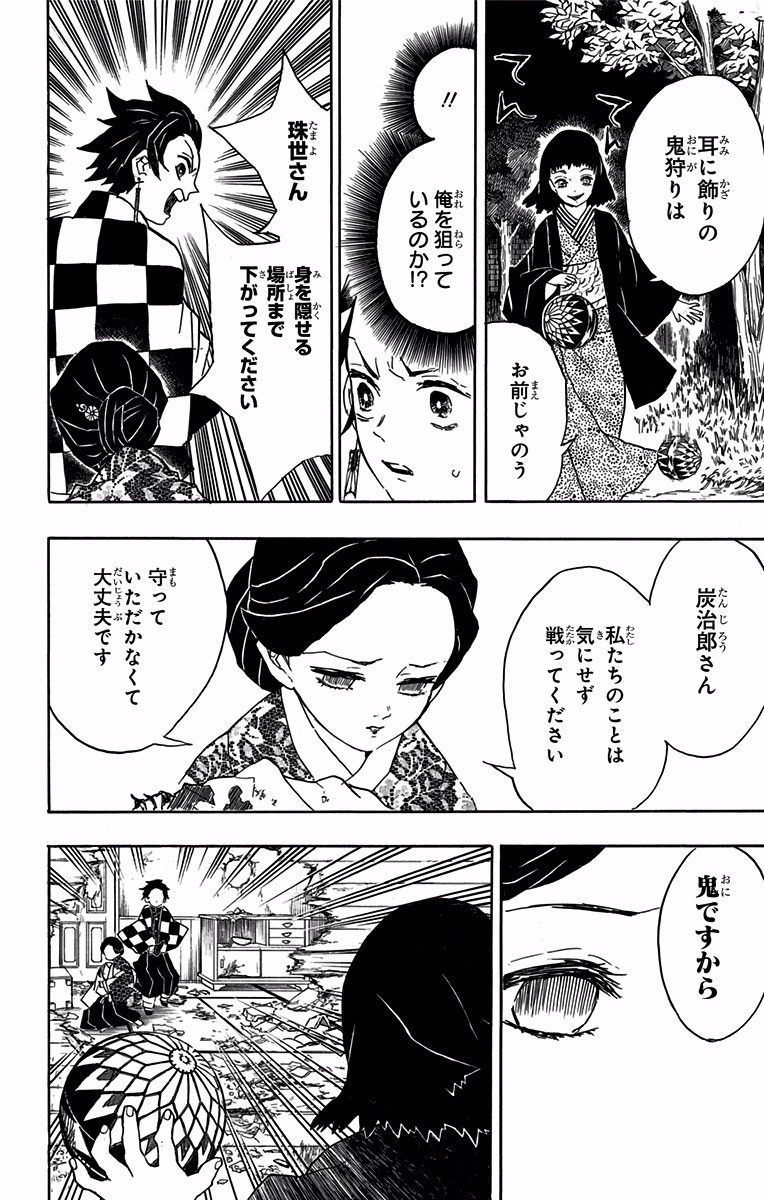 耳に飾りの
鬼狩りは
お前じゃのう
てん
てん
!!
俺を狙って
いるのか!?
珠世さん
身を隠せる
場所まで
下がってください
炭治郎さん
私たちのことは
気にせず
戦ってください
守って
いただかなくて
大丈夫です
鬼ですから